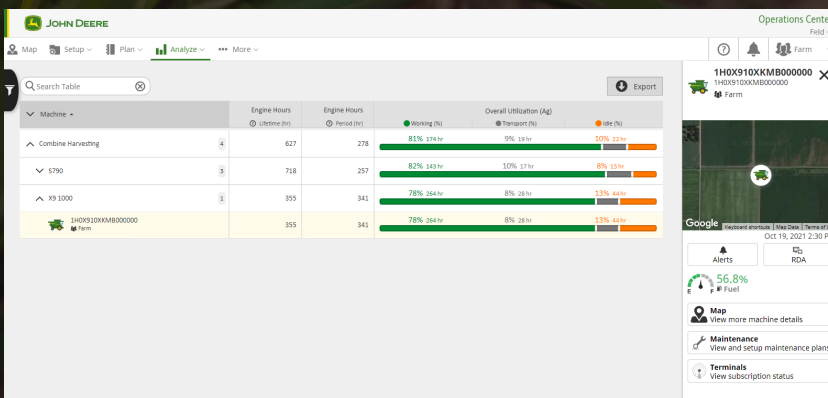 JOHN DEERE
Operations Cente
Feld
Map Setup Plan Analyze More Farm
Search Table
Export
Machine
Engine Hours Engine Hours Overall Utilization (Ag)
Lifetime (hr) Period (hr) Working (%) Transport (%) Idle (%)
Combine Harvesting 4 627 278 81% 174 hr 9% 19 hr 10% 22 hr
S790 3 718 257 82% 143 hr 10% 17 hr 8% 15 hr
X9 1000 1 355 341 78% 264 hr 8% 28 hr 13% 44 hr
1H0X910XKMB000000 355 341 78% 264 hr 8% 28 hr 13% 44 hr
Farm
1H0X910XKMB000000
1H0X910XKMB000000
Farm
Google Keyboard shortcuts Map Data Terms of
Oct 19, 2021 2:30 P
Alerts RDA
56.8%
E F Fuel
Map
View more machine details
Maintenance
View and setup maintenance plans
Terminals
View subscription status